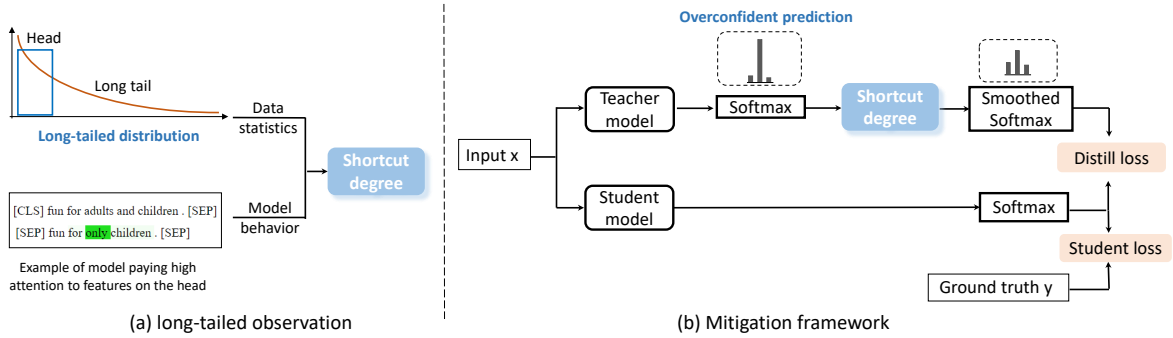 Head
Long tail
Long-tailed distribution
Data
statistics
Shortcut
degree
[CLS] fun for adults and children . [SEP]
[SEP] fun for only children . [SEP]
Model
behavior
Example of model paying high
attention to features on the head
(a) long-tailed observation
Overconfident prediction
Input x
Teacher
model
Softmax
Shortcut
degree
Smoothed
Softmax
Distill loss
Student
model
Softmax
Student loss
Ground truth y
(b) Mitigation framework